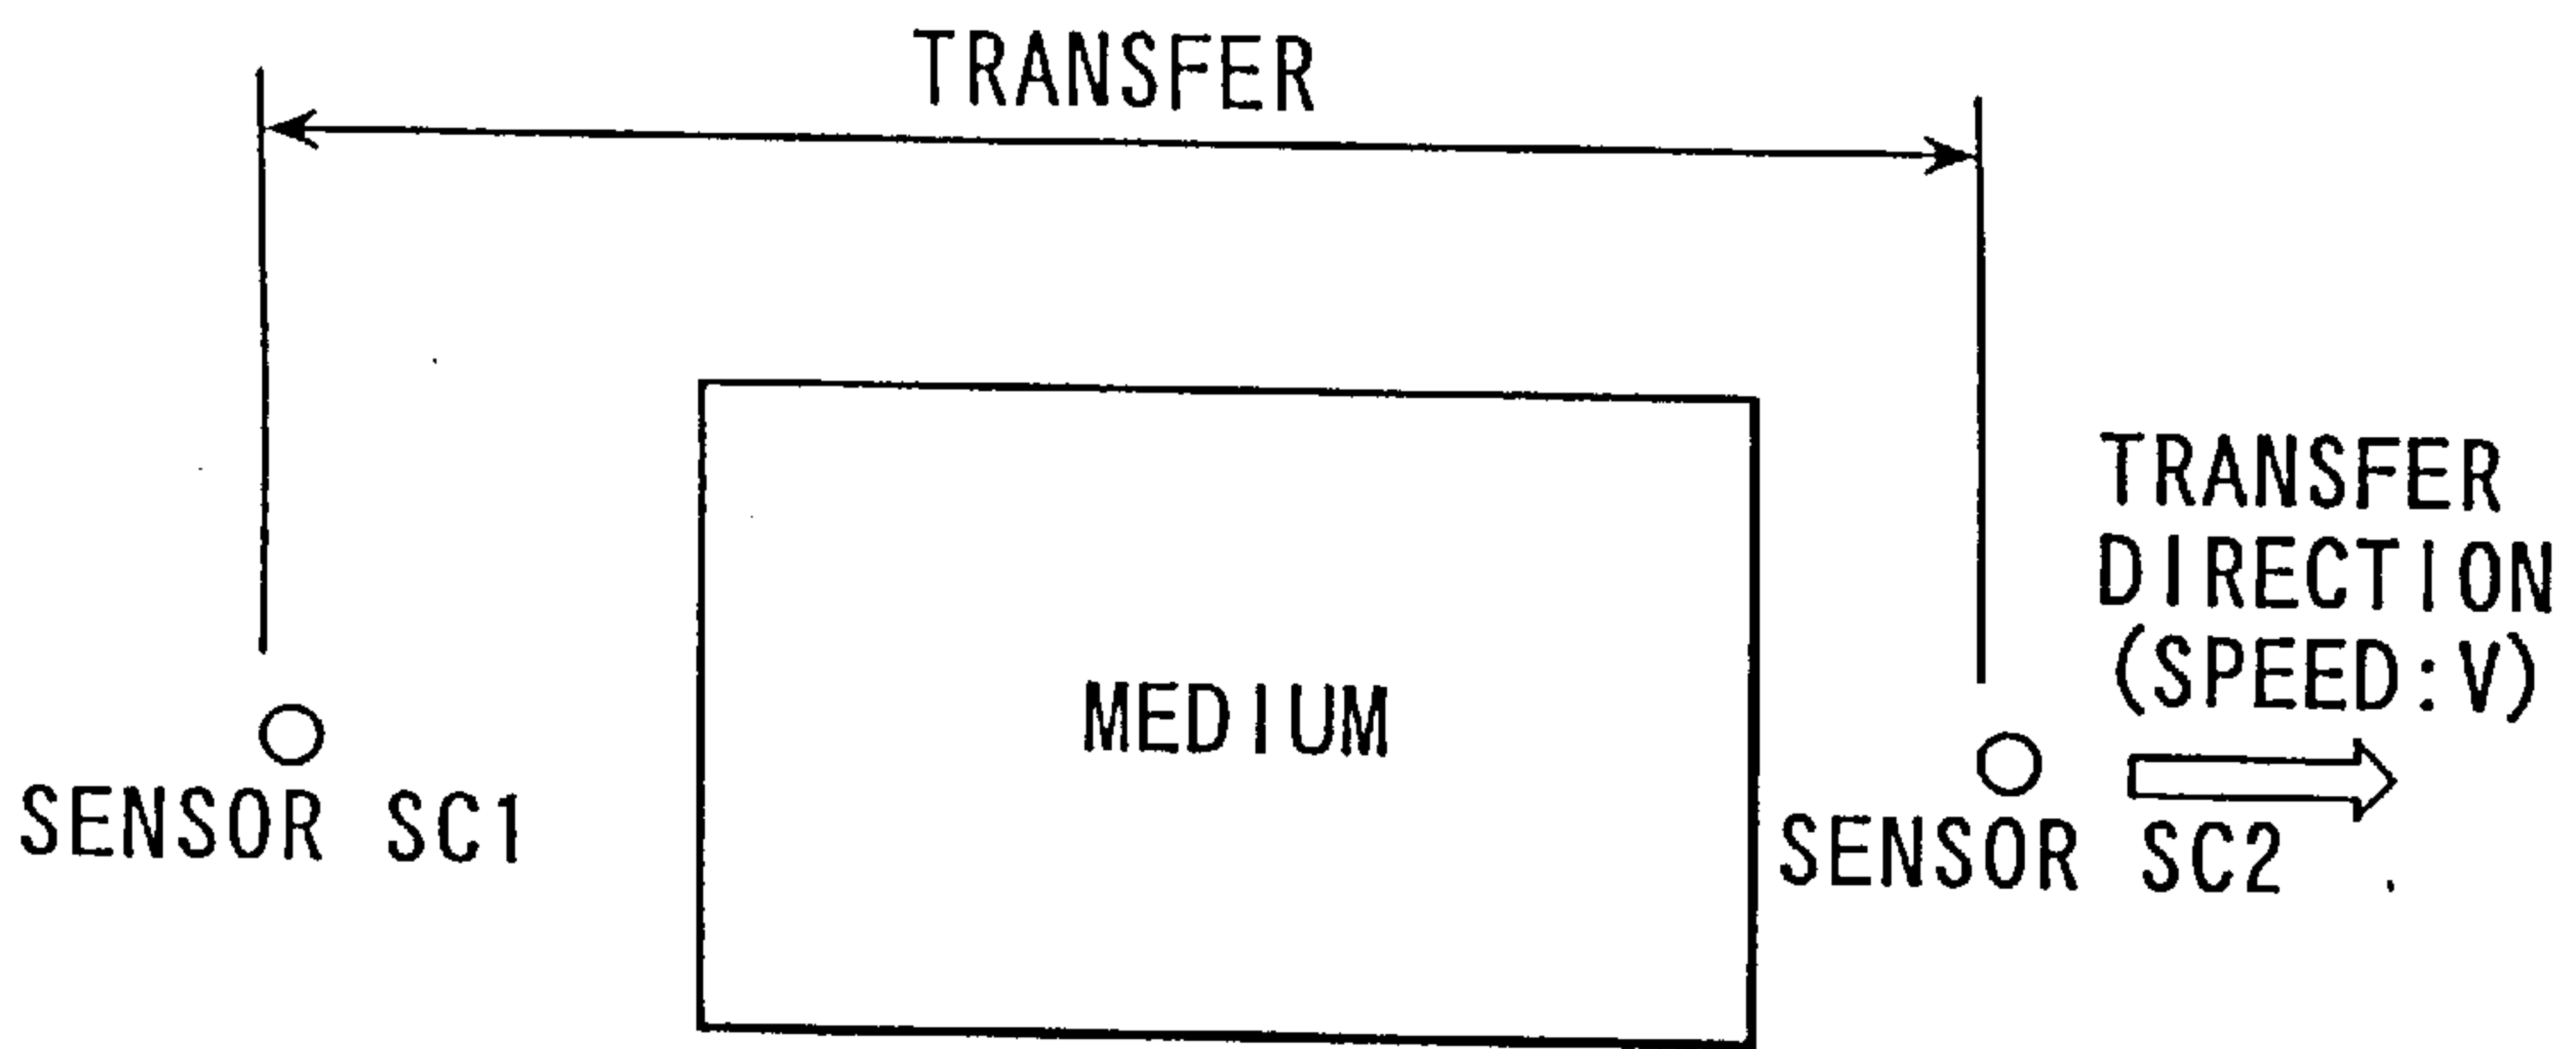 TRANSFER
TRANSFER
DIRECTION
(SPEED:V)
MEDIUM
SENSOR SC1
SENSOR SC2